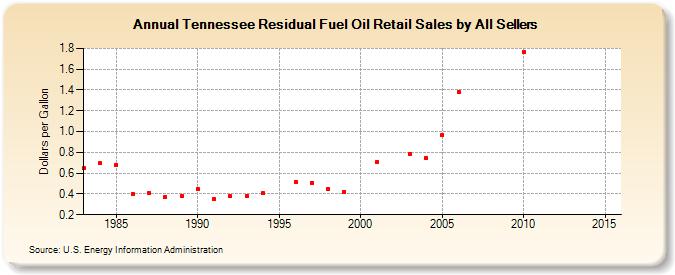 Annual Tennessee Residual Fuel Oil Retail Sales by All Sellers
Dollars per Gallon
1.8
1.6
1.4
1.2
1.0
0.8
0.6
0.4
0.2
1985 1990 1995 2000 2005 2010 2015
Source: U.S. Energy Information Administration